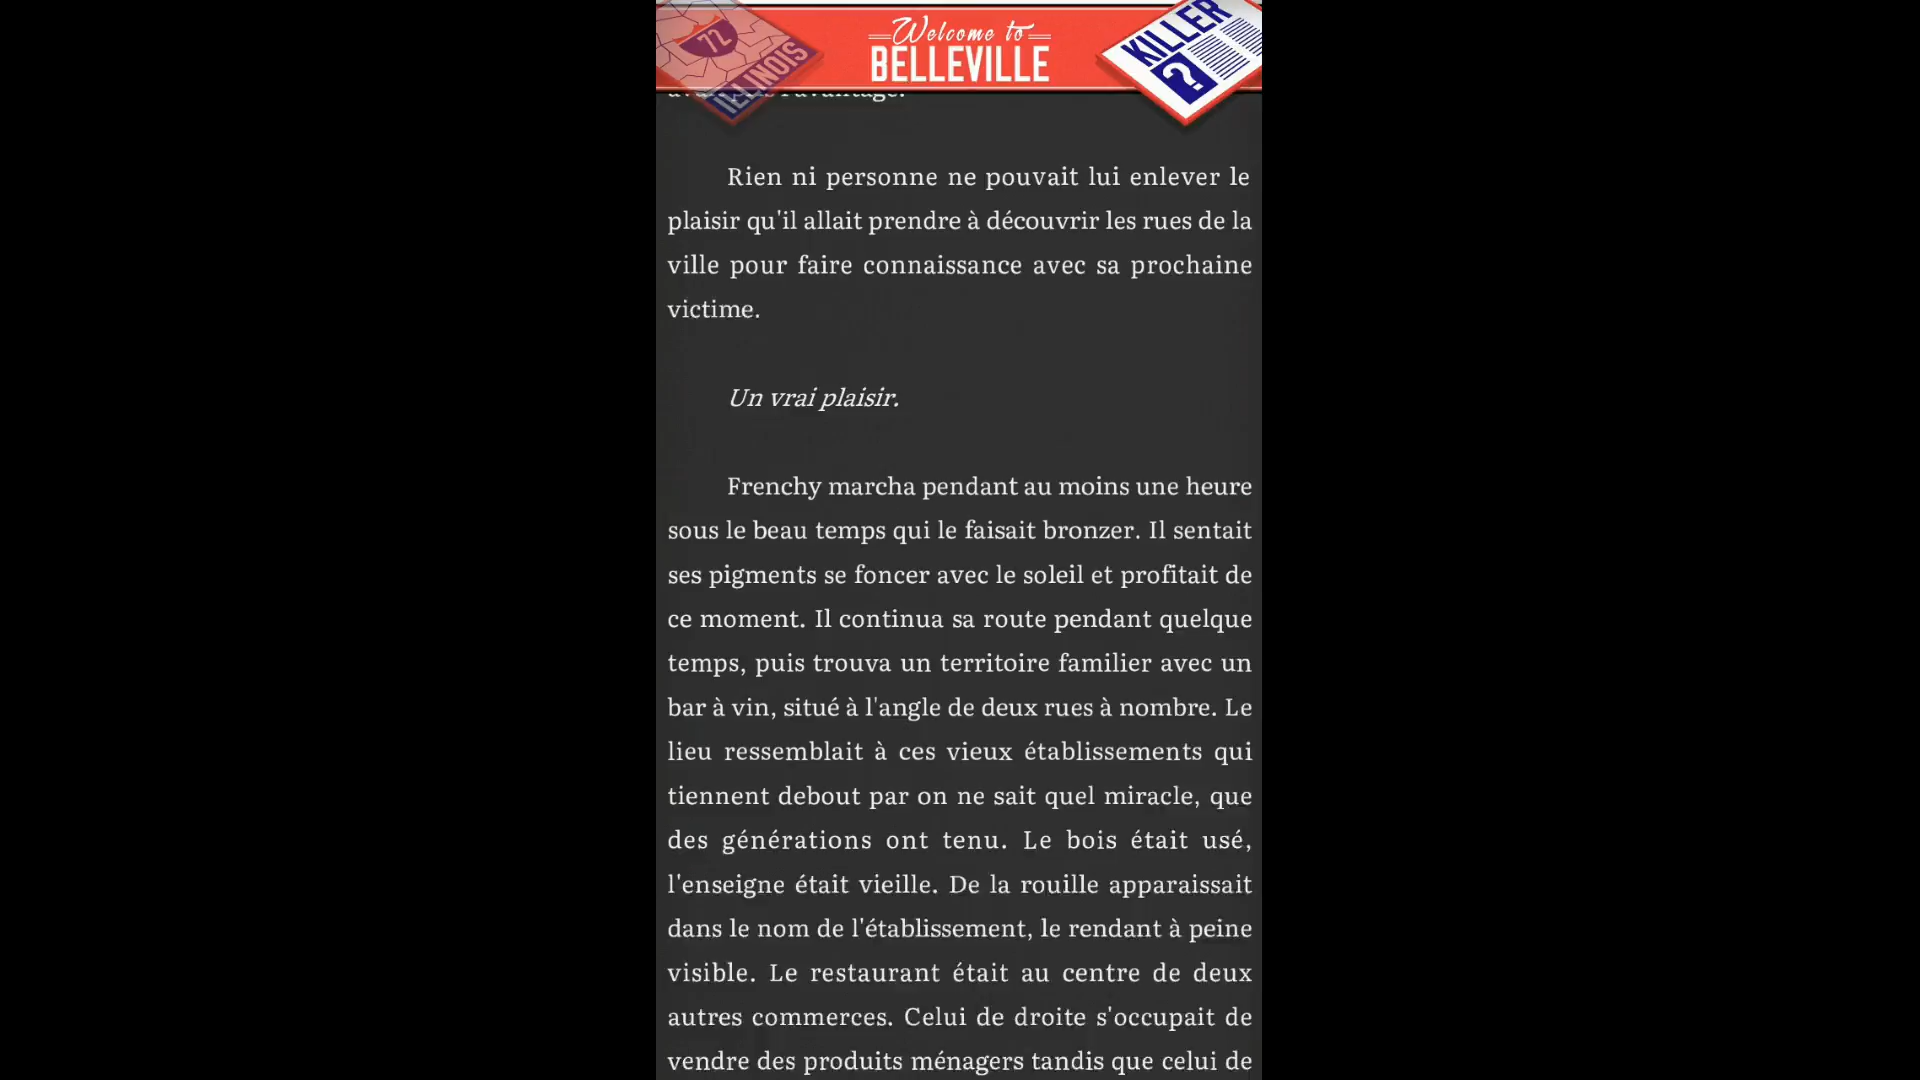 72
ILLINOIS
Welcome to
BELLEVILLE
KILLER
?
l'avantage.
Rien ni personne ne pouvait lui enlever le
plaisir qu'il allait prendre à découvrir les rues de la
ville pour faire connaissance avec sa prochaine
victime.
Un vrai plaisir.
Frenchy marcha pendant au moins une heure
sous le beau temps qui le faisait bronzer. Il sentait
ses pigments se foncer avec le soleil et profitait de
ce moment. Il continua sa route pendant quelque
temps, puis trouva un territoire familier avec un
bar à vin, situé à l'angle de deux rues à nombre. Le
lieu ressemblait à ces vieux établissements qui
tiennent debout par on ne sait quel miracle, que
des générations ont tenu. Le bois était usé,
l'enseigne était vieille. De la rouille apparaissait
dans le nom de l'établissement, le rendant à peine
visible. Le restaurant était au centre de deux
autres commerces. Celui de droite s'occupait de
vendre des produits ménagers tandis que celui de